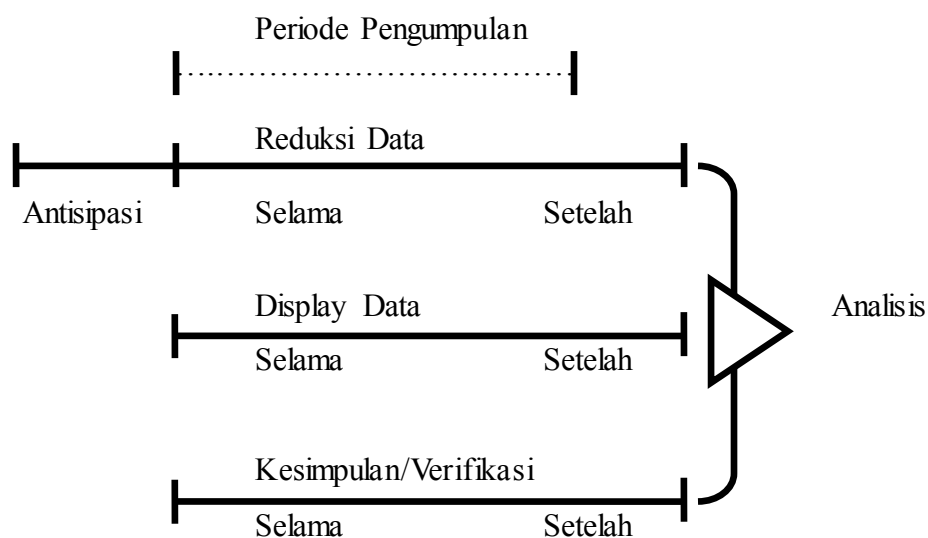 Periode Pengumpulan
Reduksi Data
Antisipasi Selama Setelah
Display Data
Analisis
Selama Setelah
Kesimpulan/Verifikasi
Selama Setelah